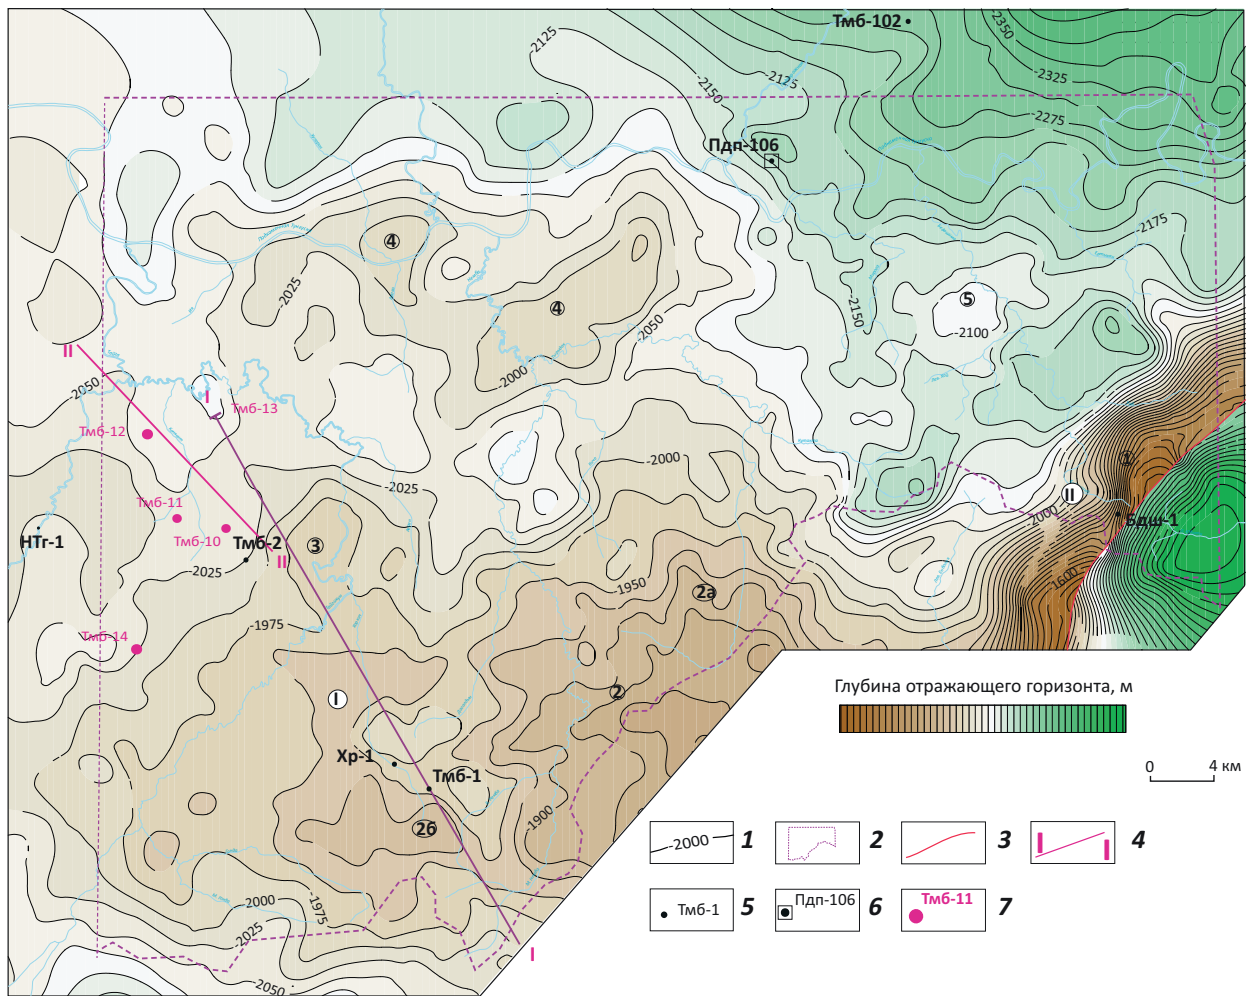 Тмб-102
-2125
-2350
-2325
-2125
-2150
-2275
Пдп-106
-2175
4
-2025
4
5
-2150
-2100
-2050
II
-2000
-2050
I
Тмб-13
Тмб-12
1
-2000
-2025
II
Тмб-11
-2000
Бдш-1
НТг-1
Тмб-10
Тмб-2
3
II
-2025
-1600
-1950
2а
-1975
Тмб-14
I
2
Глубина отражающего горизонта, м
Хр-1
Тмб-1
0 4 км
2б
-1900
-2000 1
2
3
4
-2000
-1975
-2025
Тмб-1 5
Пдп-106 6
Тмб-11 7
I
-2050